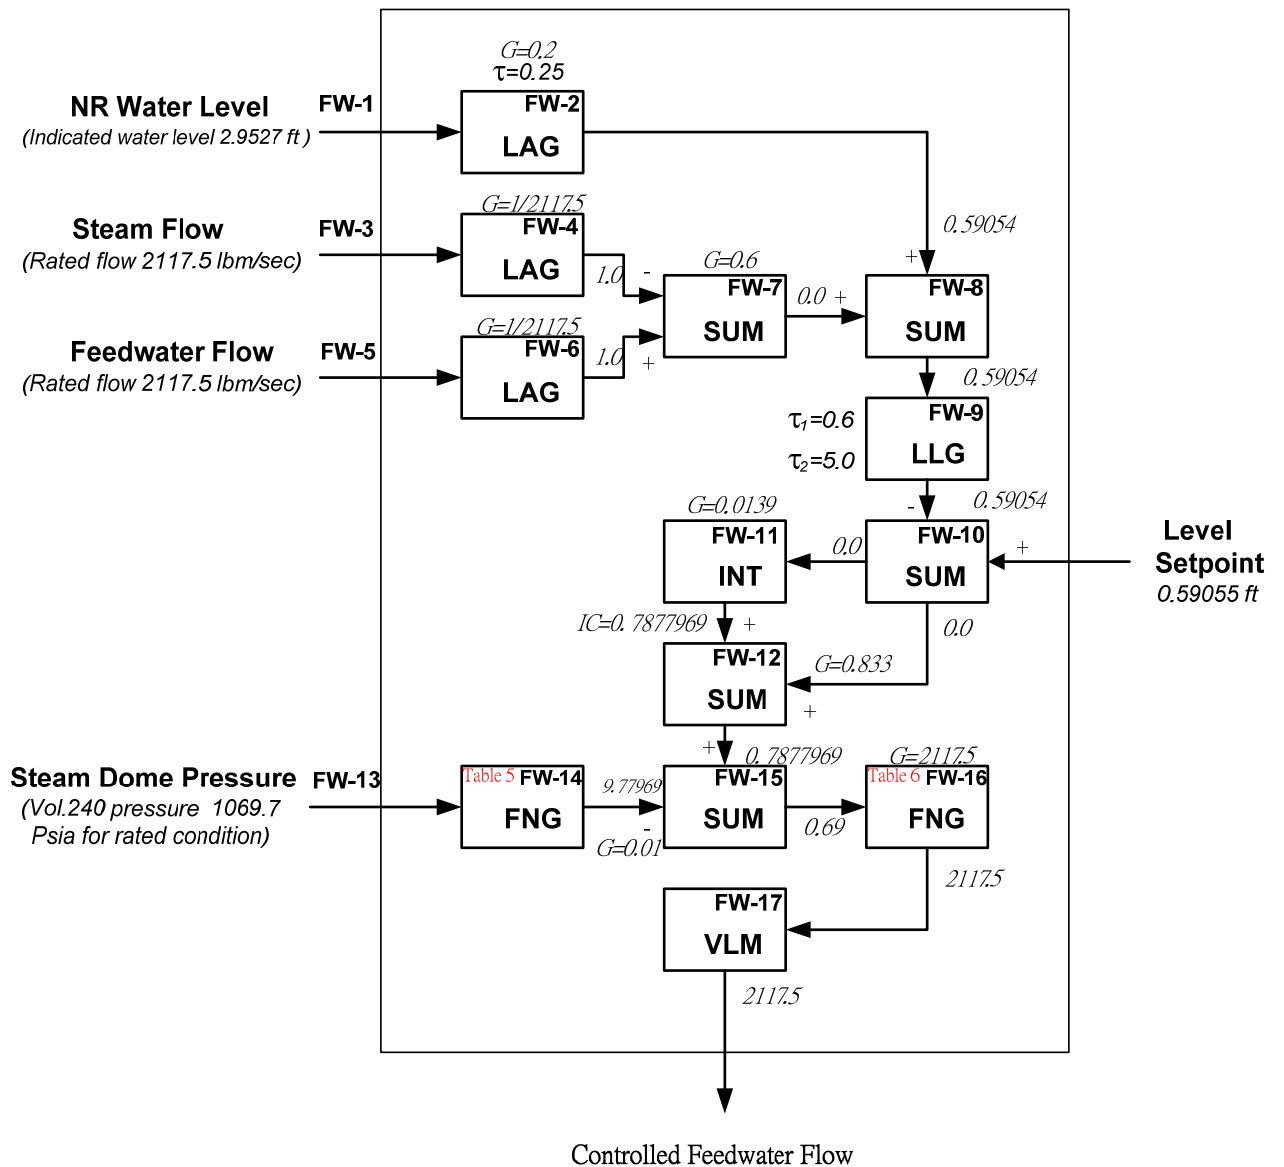 G=0.2
τ=0.25
NR Water Level
(Indicated water level 2.9527 ft )
FW-1
FW-2
LAG
Steam Flow
(Rated flow 2117.5 lbm/sec)
FW-3
G=1/2117.5
FW-4
LAG
1.0
-
0.59054
+
G=0.6
FW-7
SUM
0.0 +
FW-8
SUM
Feedwater Flow
(Rated flow 2117.5 lbm/sec)
FW-5
G=1/2117.5
FW-6
LAG
1.0
+
0.59054
τ1=0.6
τ2=5.0
FW-9
LLG
-
0.59054
G=0.0139
FW-11
INT
0.0
FW-10
SUM
+
Level
Setpoint
0.59055 ft
IC=0.7877969
+
0.0
FW-12
SUM
G=0.833
+
+
0.7877969
Steam Dome Pressure
(Vol.240 pressure 1069.7
Psia for rated condition)
FW-13
Table 5 FW-14
FNG
9.77969
-
G=0.01
FW-15
SUM
0.69
G=2117.5
Table 6 FW-16
FNG
2117.5
FW-17
VLM
2117.5
Controlled Feedwater Flow